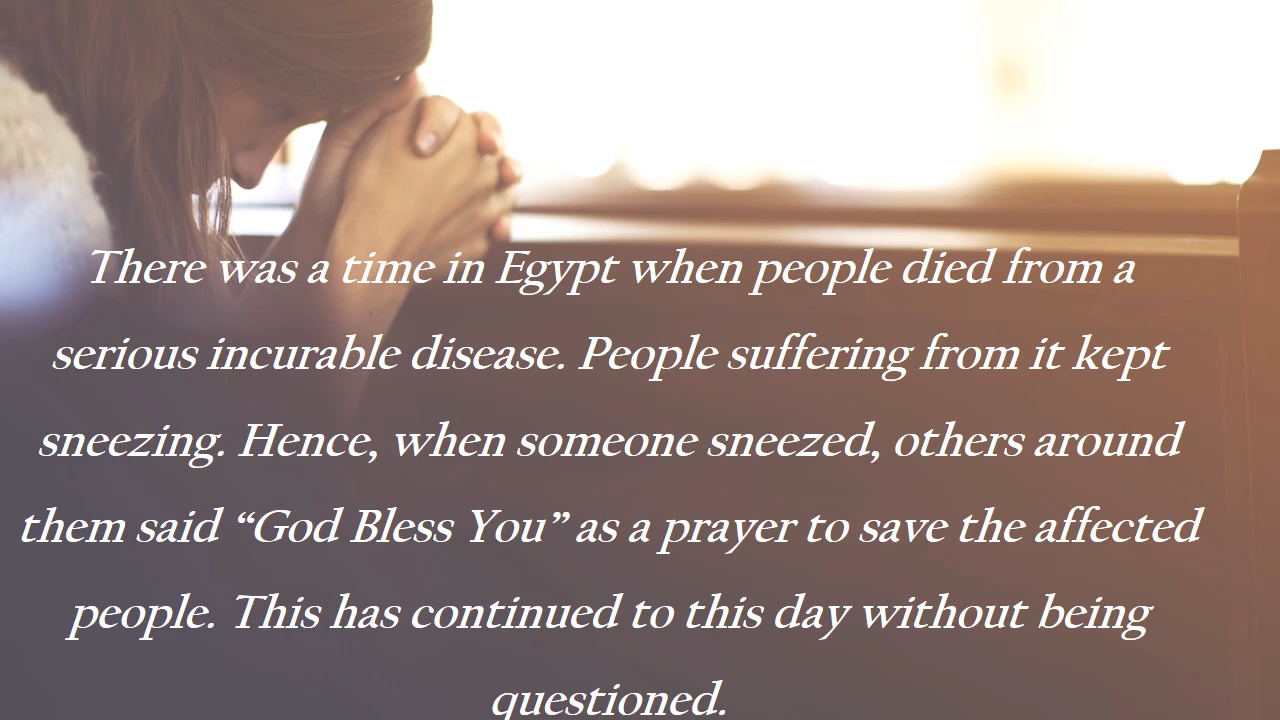 There was a time in Egypt when people died from a
serious incurable disease. People suffering from it kept
sneezing. Hence, when someone sneezed, others around
them said “God Bless You” as a prayer to save the affected
people. This has continued to this day without being
questioned.